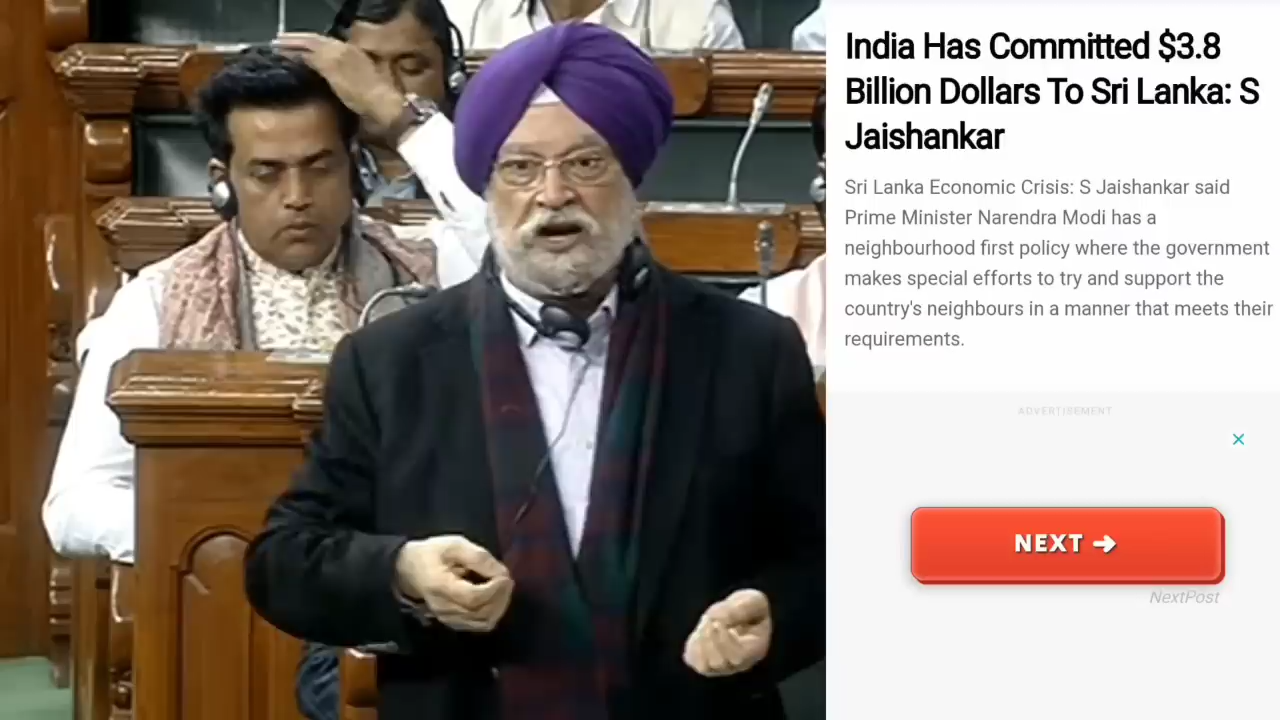 India Has Committed $3.8
Billion Dollars To Sri Lanka: S
Jaishankar
Sri Lanka Economic Crisis: S Jaishankar said
Prime Minister Narendra Modi has a
neighbourhood first policy where the government
makes special efforts to try and support the
country's neighbours in a manner that meets their
requirements.
ADVERTISEMENT
NEXT
NextPost